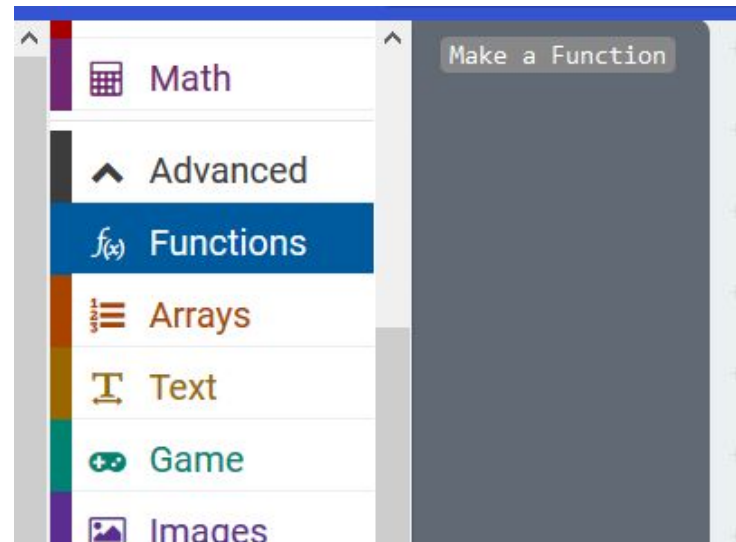 Math
Advanced
f(x) Functions
Arrays
Text
Game
Images
Make a Function